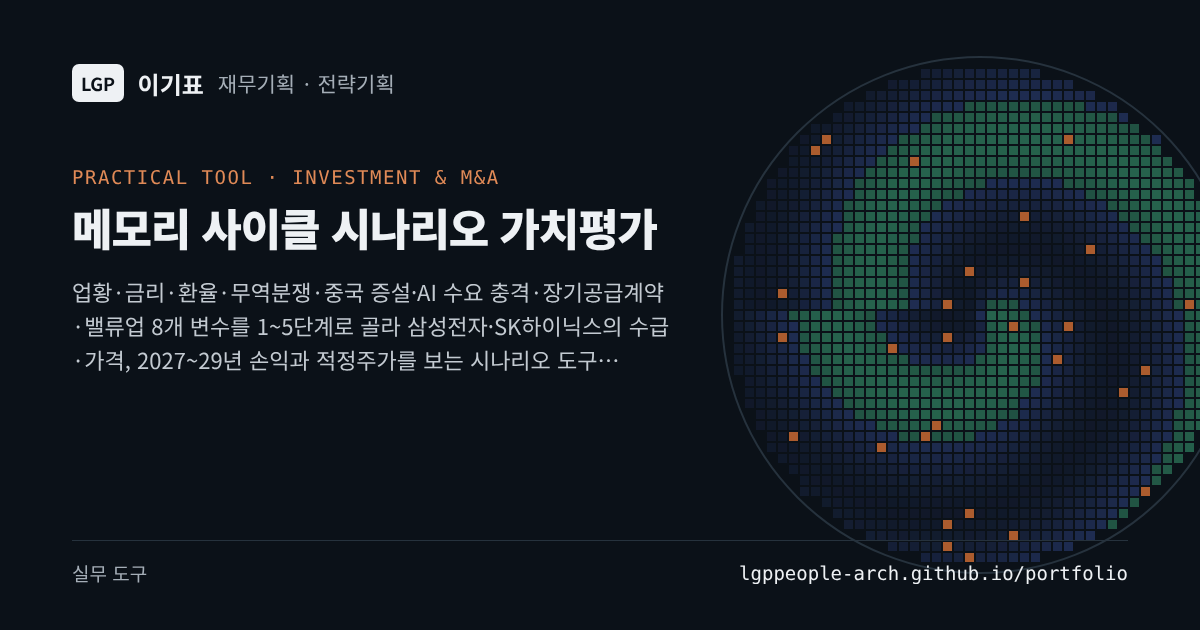 LGP 이기표 재무기획 · 전략기획
PRACTICAL TOOL · INVESTMENT & M&A
메모리 사이클 시나리오 가치평가
업황·금리·환율·무역분쟁·중국 증설·AI 수요 충격·장기공급계약
·밸류업 8개 변수를 1~5단계로 골라 삼성전자·SK하이닉스의 수급
·가격, 2027~29년 손익과 적정주가를 보는 시나리오 도구…
실무 도구
lgppeople-arch.github.io/portfolio